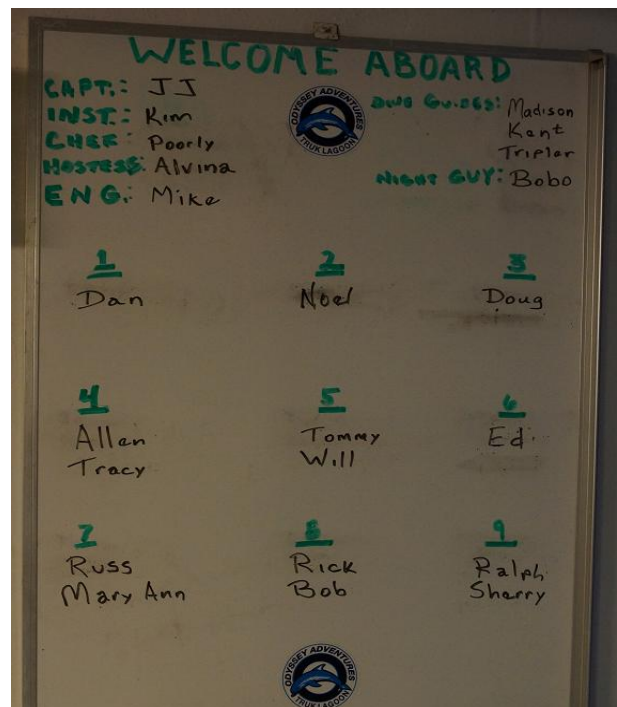 WELCOME ABOARD
CAPT.: JJ
INST.: Kim
CHEF: Poorly
HOSTESS: Alvina
ENG.: Mike
ODYSSEY ADVENTURES
TRUK LAGOON
DIVE GUIDES: Madison
Kent
Tripler
NIGHT GUY: Bobo
1 2 3
Dan Noel Doug
4 5 6
Allen Tommy Ed
Tracy Will
7 8 9
Russ Rick Ralph
Mary Ann Bob Sherry
ODYSSEY ADVENTURES
TRUK LAGOON